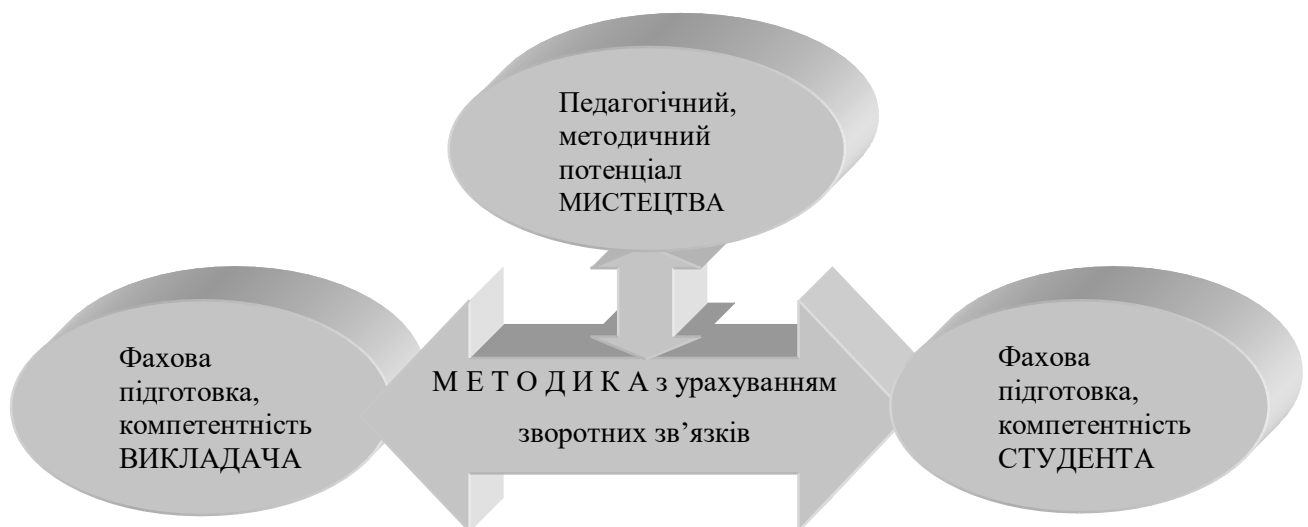 Педагогічний,
методичний
потенціал
МИСТЕЦТВА
Фахова
підготовка,
компетентність
ВИКЛАДАЧА
М Е Т О Д И К А з урахуванням
зворотних зв’язків
Фахова
підготовка,
компетентність
СТУДЕНТА